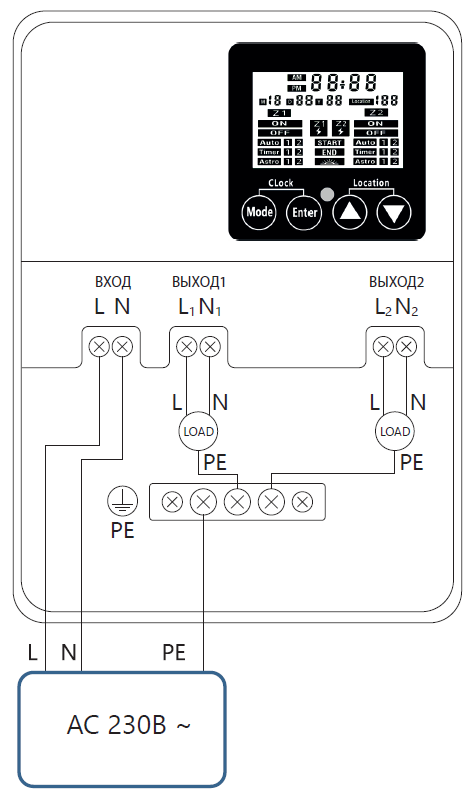 AM
PM 88:88
M 18 D 88 Y 88 Location 188
Z1 Z2
ON Z1 Z2 ON
OFF OFF
Auto 1 2 START Auto 1 2
Timer 1 2 END Timer 1 2
Astro 1 2 Astro 1 2
CLock Location
Mode Enter
ВХОД ВЫХОД1 ВЫХОД2
L N L1 N1 L2 N2
L N L N
LOAD LOAD
PE PE
PE
L N PE
AC 230В ~